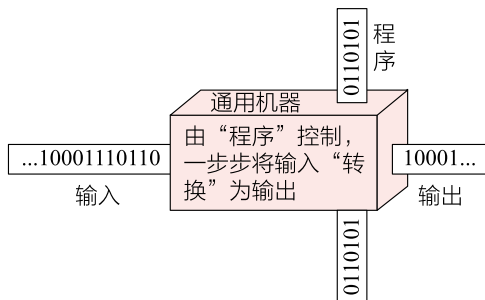 0110101
程
序
通用机器
由“程序”控制，
一步步将输入“转
换”为输出
...10001110110
10001...
输入
输出
0110101